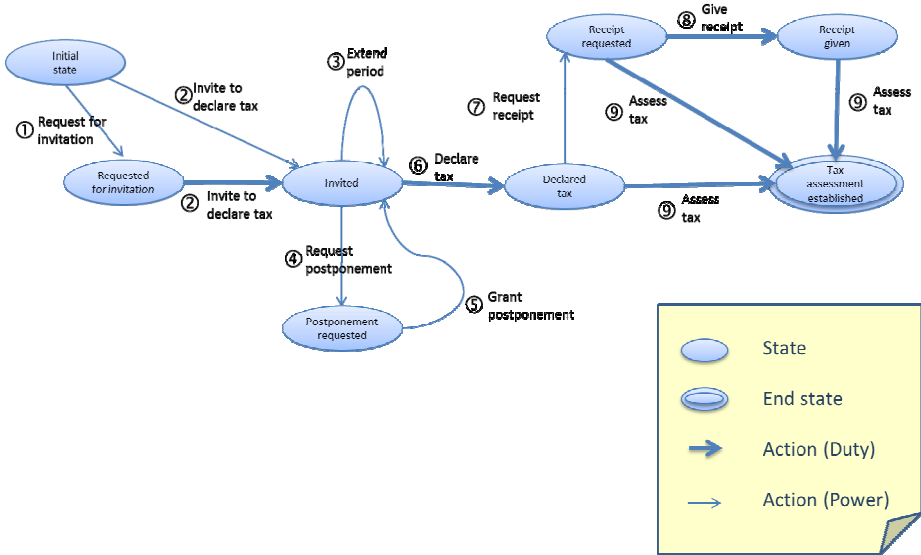 Initial
state
① Request for
invitation
② Invite to
declare tax
Requested
for invitation
② Invite to
declare tax
③ Extend
period
Invited
④ Request
postponement
Postponement
requested
⑤ Grant
postponement
⑥ Declare
tax
Declared
tax
⑦ Request
receipt
Receipt
requested
⑧ Give
receipt
Receipt
given
⑨ Assess
tax
⑨ Assess
tax
⑨ Assess
tax
Tax
assessment
established
State
End state
Action (Duty)
Action (Power)